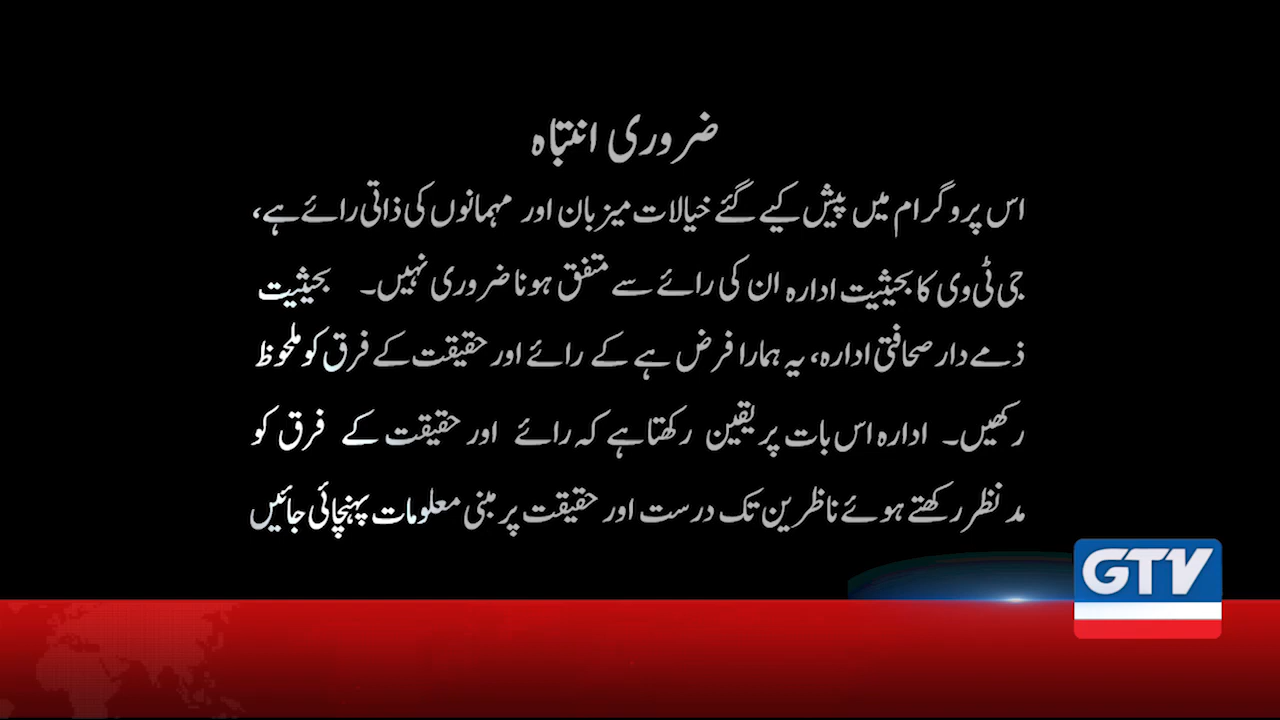 ضروری انتباہ
اس پروگرام میں پیش کیے گئے خیالات میزبان اور مہمانوں کی ذاتی رائے ہے،
جی ٹی وی کا بحیثیت ادارہ ان کی رائے سے متفق ہونا ضروری نہیں۔ بحیثیت
ذمے دار صحافتی ادارہ، یہ ہمارا فرض ہے کے رائے اور حقیقت کے فرق کو ملحوظ
رکھیں۔ ادارہ اس بات پر یقین رکھتا ہے کہ رائے اور حقیقت کے فرق کو
مد نظر رکھتے ہوئے ناظرین تک درست اور حقیقت پر مبنی معلومات پہنچائی جائیں
GTV